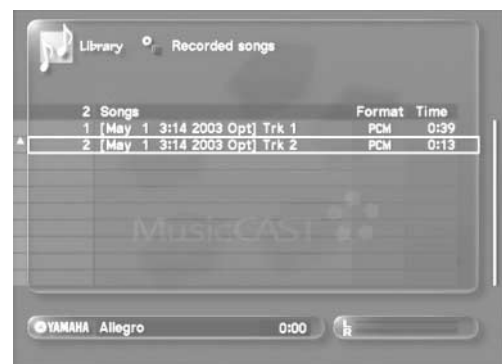 Library Recorded songs
2 Songs Format Time
1 [May 1 3:14 2003 Opt] Trk 1 PCM 0:39
2 [May 1 3:14 2003 Opt] Trk 2 PCM 0:13
MusicCAST
YAMAHA Allegro 0:00 L
R